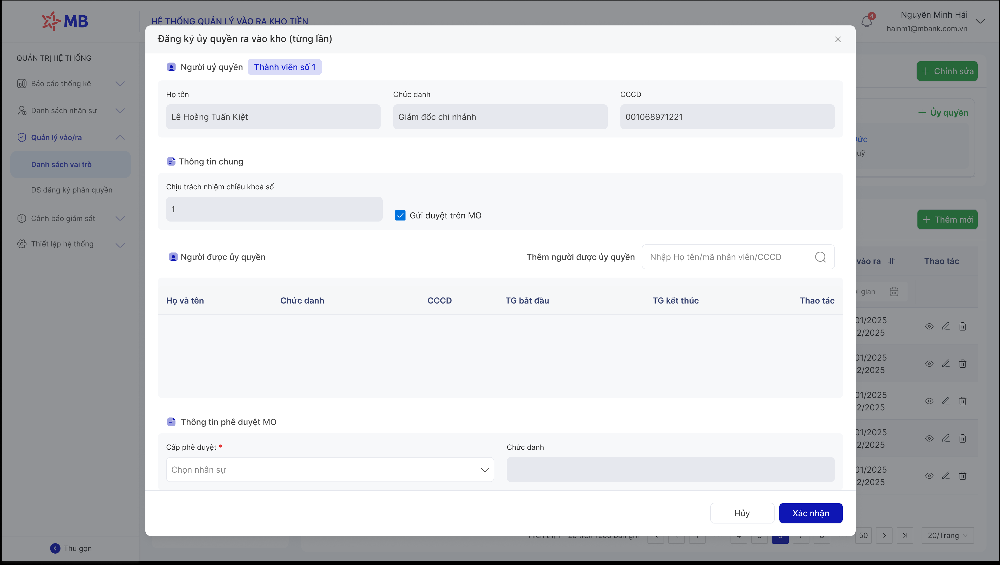 MB
HỆ THỐNG QUẢN LÝ VÀO RA KHO TIỀN
4
Nguyễn Minh Hải
hainm1@mbank.com.vn
QUẢN TRỊ HỆ THỐNG
Báo cáo thống kê
Danh sách nhân sự
Quản lý vào/ra
Danh sách vai trò
DS đăng ký phân quyền
Cảnh báo giám sát
Thiết lập hệ thống
Thu gọn
Đăng ký ủy quyền ra vào kho (từng lần)
Người uỷ quyền Thành viên số 1
Họ tên Chức danh CCCD
Lê Hoàng Tuấn Kiệt Giám đốc chi nhánh 001068971221
Thông tin chung
Chịu trách nhiệm chiều khoá số
1
Gửi duyệt trên MO
Người được ủy quyền Thêm người được ủy quyền Nhập Họ tên/mã nhân viên/CCCD
Họ và tên Chức danh CCCD TG bắt đầu TG kết thúc Thao tác
Thông tin phê duyệt MO
Cấp phê duyệt * Chức danh
Chọn nhân sự
Hủy Xác nhận
Chỉnh sửa
Ủy quyền
Thêm mới
vào ra Thao tác
gian
01/2025
2/2025
01/2025
2/2025
01/2025
2/2025
01/2025
2/2025
01/2025
2/2025
50 20/Trang